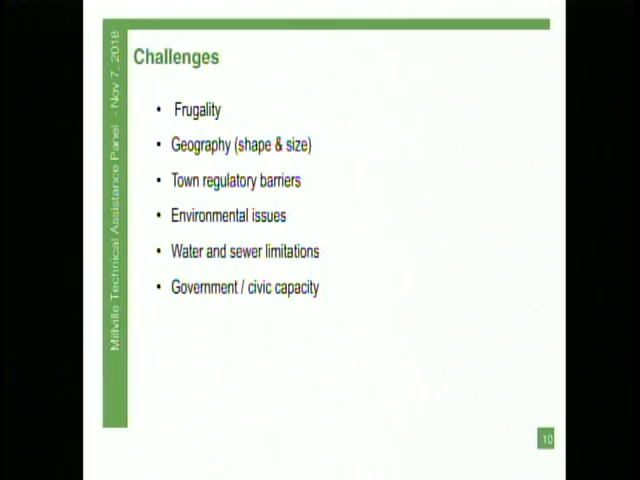 Millville Technical Assistance Panel - Nov 7, 2018
Challenges
• Frugality
• Geography (shape & size)
• Town regulatory barriers
• Environmental issues
• Water and sewer limitations
• Government / civic capacity
10